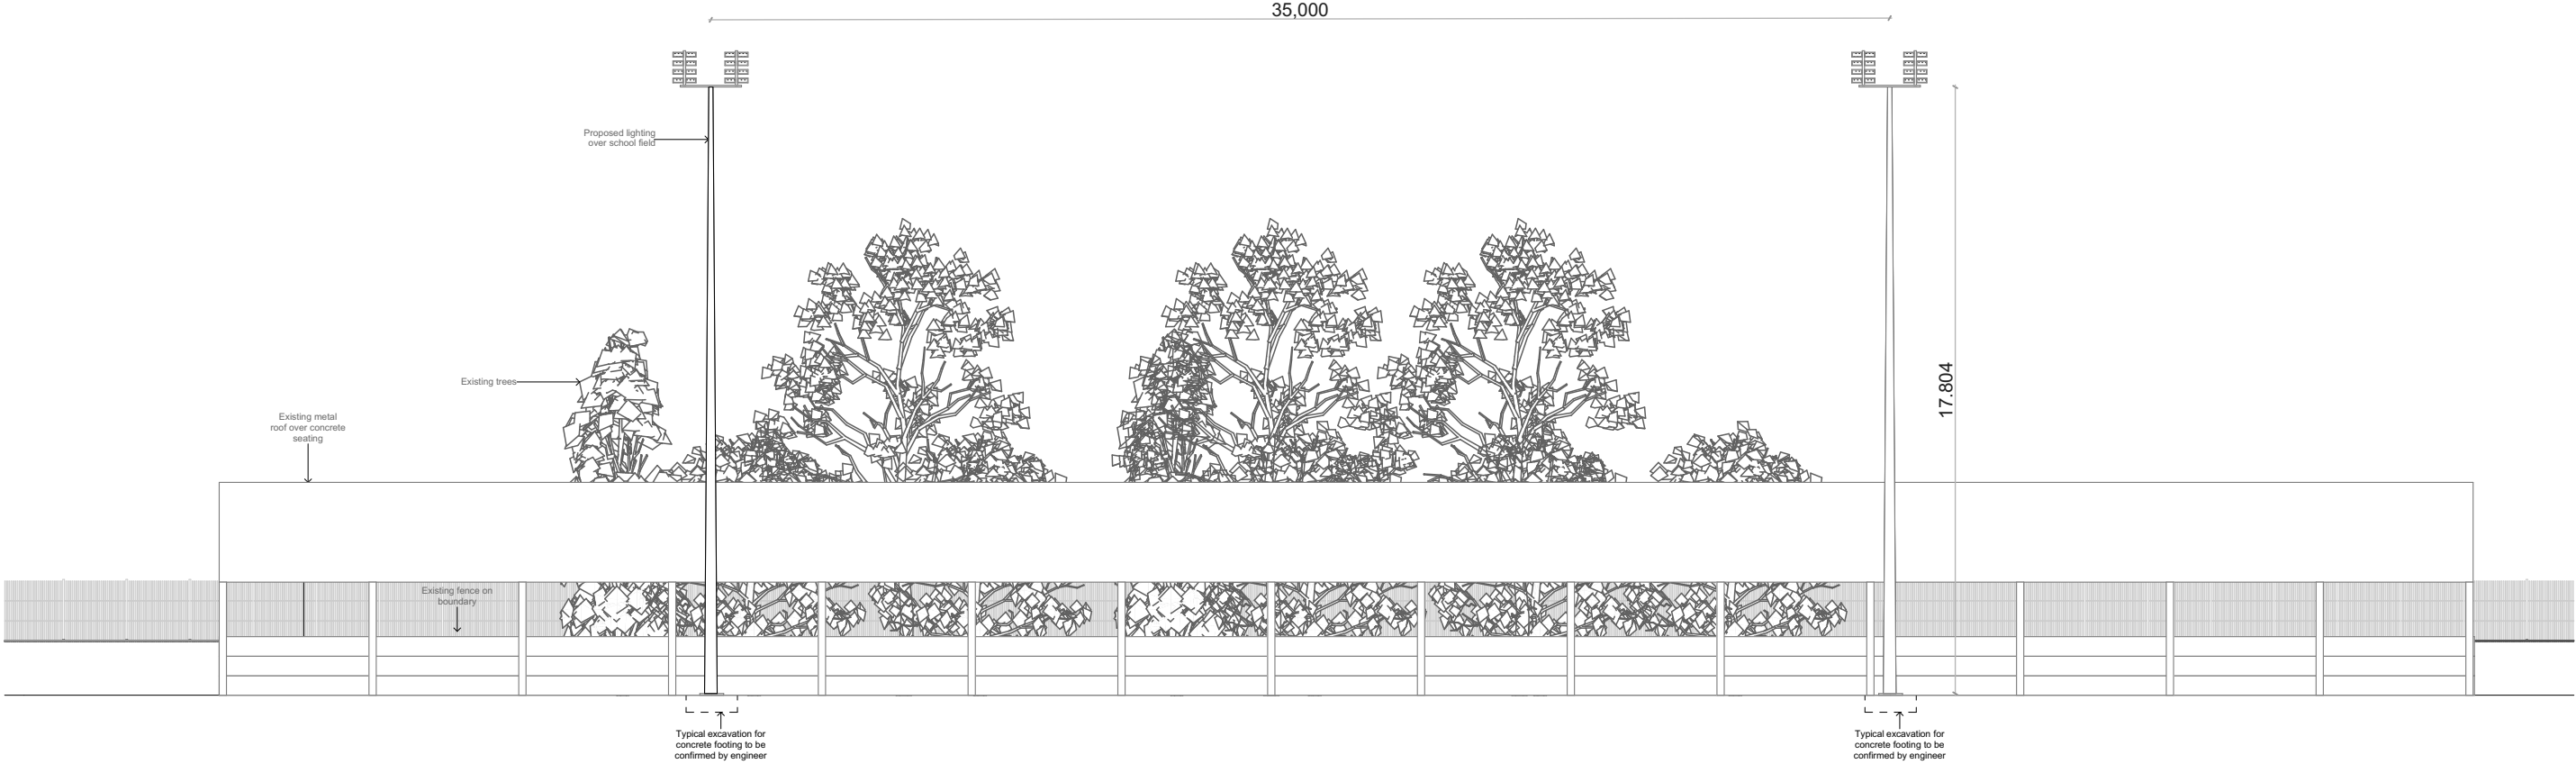 35,000
Proposed lighting
over school field
Existing trees
17.804
Existing metal
roof over concrete
seating
Existing fence on
boundary
Typical excavation for
concrete footing to be
confirmed by engineer
Typical excavation for
concrete footing to be
confirmed by engineer